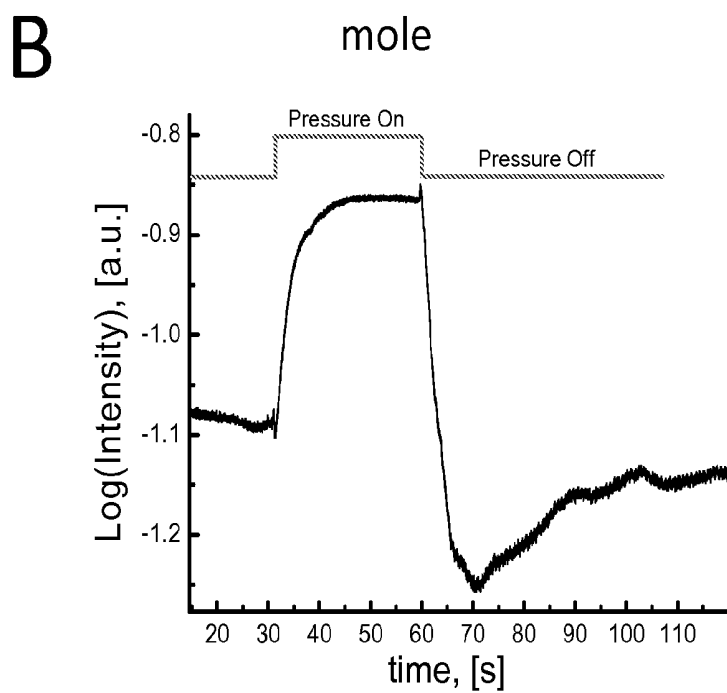 B
mole
Pressure On
Pressure Off
Log(Intensity), [a.u.]
-0.8
-0.9
-1.0
-1.1
-1.2
20 30 40 50 60 70 80 90 100 110
time, [s]